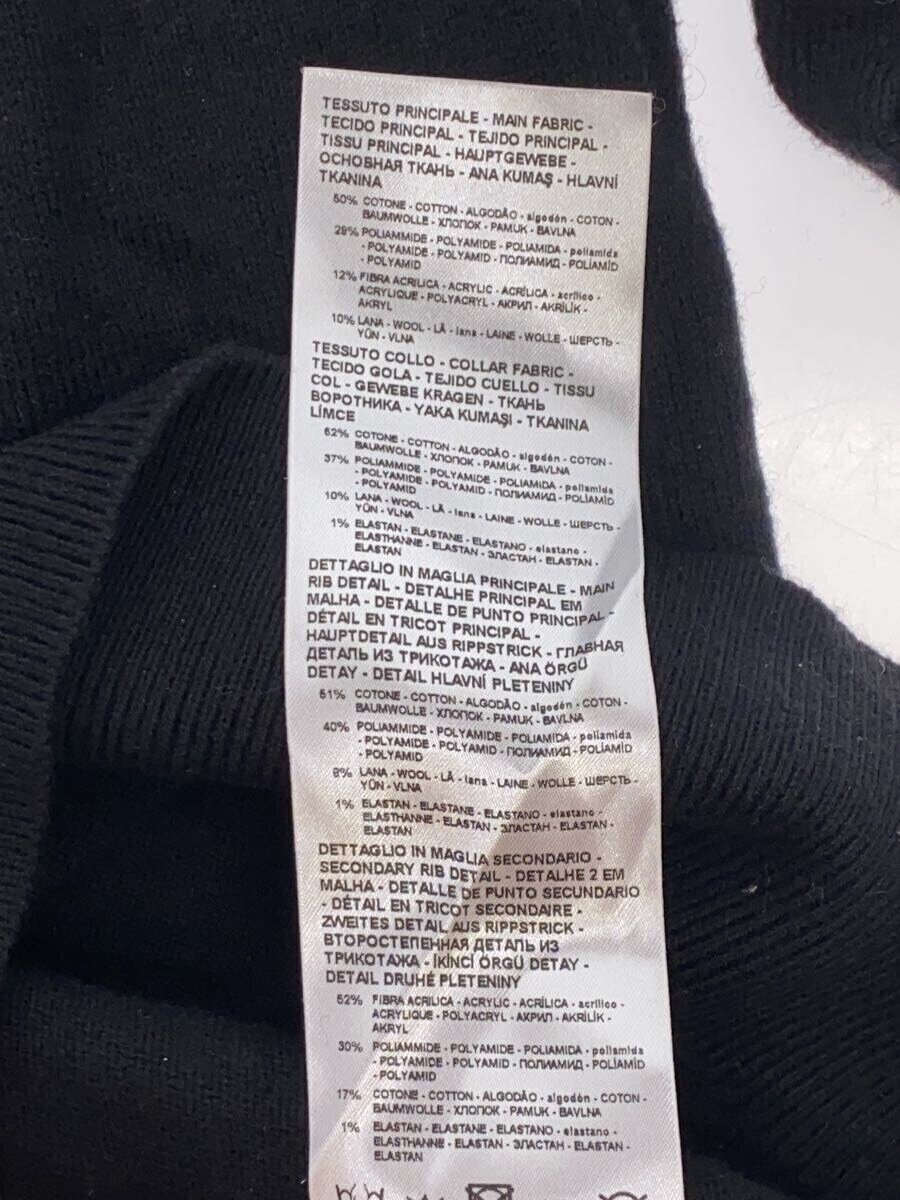 TESSUTO PRINCIPALE - MAIN FABRIC -
TECIDO PRINCIPAL - TEJIDO PRINCIPAL -
TISSU PRINCIPAL - HAUPTGEWEBE -
ОСНОВНАЯ ТКАНЬ - ANA KUMAŞ - HLAVNÍ
TKANINA
50% COTONE - COTTON - ALGODÃO - algodón - COTON -
BAUMWOLLE - ХЛОПОК - PAMUK - BAVLNA
29% POLIAMMIDE - POLYAMIDE - POLIAMIDA - poliamida
- POLYAMIDE - POLYAMID - ПОЛИАМИД - POLİAMİD
- POLYAMID
12% FIBRA ACRILICA - ACRYLIC - ACRÍLICA - acrílico -
ACRYLIQUE - POLYACRYL - АКРИЛ - AKRİLİK -
AKRYL
10% LANA - WOOL - LÃ - lana - LAINE - WOLLE - ШЕРСТЬ -
YÜN - VLNA
TESSUTO COLLO - COLLAR FABRIC -
TECIDO GOLA - TEJIDO CUELLO - TISSU
COL - GEWEBE KRAGEN - ТКАНЬ
ВОРОТНИКА - YAKA KUMAŞI - TKANINA
LÍMCE
52% COTONE - COTTON - ALGODÃO - algodón - COTON -
BAUMWOLLE - ХЛОПОК - PAMUK - BAVLNA
37% POLIAMMIDE - POLYAMIDE - POLIAMIDA - poliamida
- POLYAMIDE - POLYAMID - ПОЛИАМИД - POLİAMİD
- POLYAMID
10% LANA - WOOL - LÃ - lana - LAINE - WOLLE - ШЕРСТЬ -
YÜN - VLNA
1% ELASTAN - ELASTANE - ELASTANO - elastano -
ELASTHANNE - ELASTAN - ЭЛАСТАН - ELASTAN -
ELASTAN
DETTAGLIO IN MAGLIA PRINCIPALE - MAIN
RIB DETAIL - DETALHE PRINCIPAL EM
MALHA - DETALLE DE PUNTO PRINCIPAL -
DÉTAIL EN TRICOT PRINCIPAL -
HAUPTDETAIL AUS RIPPSTRICK - ГЛАВНАЯ
ДЕТАЛЬ ИЗ ТРИКОТАЖА - ANA ÖRGÜ
DETAY - DETAIL HLAVNÍ PLETENINY
51% COTONE - COTTON - ALGODÃO - algodón - COTON -
BAUMWOLLE - ХЛОПОК - PAMUK - BAVLNA
40% POLIAMMIDE - POLYAMIDE - POLIAMIDA - poliamida
- POLYAMIDE - POLYAMID - ПОЛИАМИД - POLİAMİD
- POLYAMID
8% LANA - WOOL - LÃ - lana - LAINE - WOLLE - ШЕРСТЬ -
YÜN - VLNA
1% ELASTAN - ELASTANE - ELASTANO - elastano -
ELASTHANNE - ELASTAN - ЭЛАСТАН - ELASTAN -
ELASTAN
DETTAGLIO IN MAGLIA SECONDARIO -
SECONDARY RIB DETAIL - DETALHE 2 EM
MALHA - DETALLE DE PUNTO SECUNDARIO
- DÉTAIL EN TRICOT SECONDAIRE -
ZWEITES DETAIL AUS RIPPSTRICK -
ВТОРОСТЕПЕННАЯ ДЕТАЛЬ ИЗ
ТРИКОТАЖА - İKİNCİ ÖRGÜ DETAY -
DETAIL DRUHÉ PLETENINY
52% FIBRA ACRILICA - ACRYLIC - ACRÍLICA - acrílico -
ACRYLIQUE - POLYACRYL - АКРИЛ - AKRİLİK -
AKRYL
30% POLIAMMIDE - POLYAMIDE - POLIAMIDA - poliamida
- POLYAMIDE - POLYAMID - ПОЛИАМИД - POLİAMİD
- POLYAMID
17% COTONE - COTTON - ALGODÃO - algodón - COTON -
BAUMWOLLE - ХЛОПОК - PAMUK - BAVLNA
1% ELASTAN - ELASTANE - ELASTANO - elastano -
ELASTHANNE - ELASTAN - ЭЛАСТАН - ELASTAN -
ELASTAN